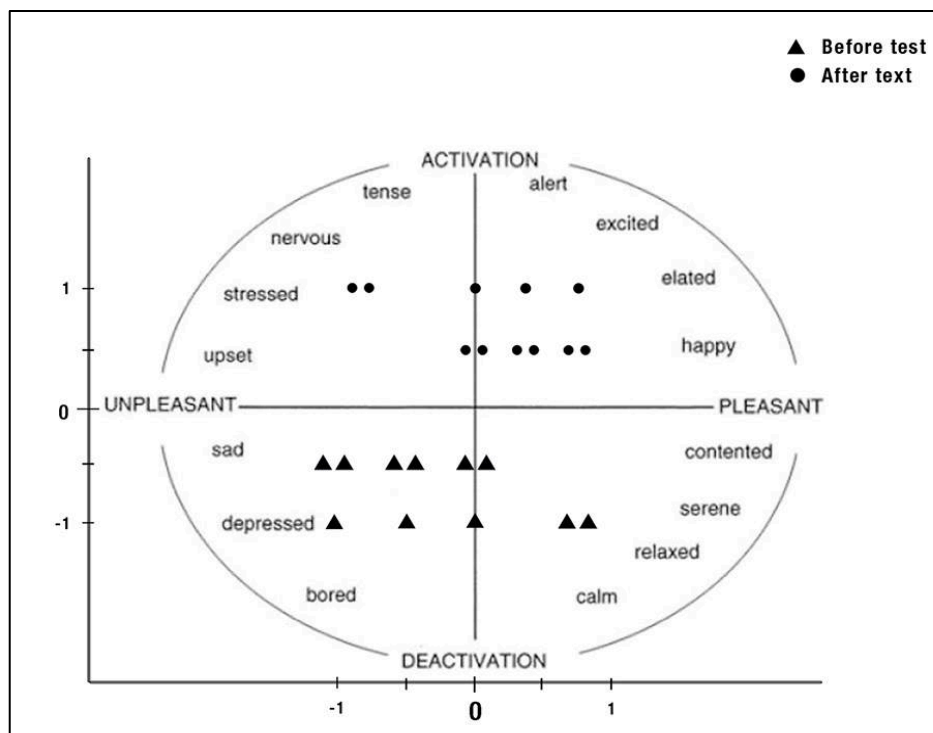 Before test
After text
ACTIVATION
tense
alert
excited
nervous
elated
1
stressed
happy
upset
0
UNPLEASANT
PLEASANT
sad
contented
serene
-1
depressed
relaxed
bored
calm
DEACTIVATION
-1
0
1